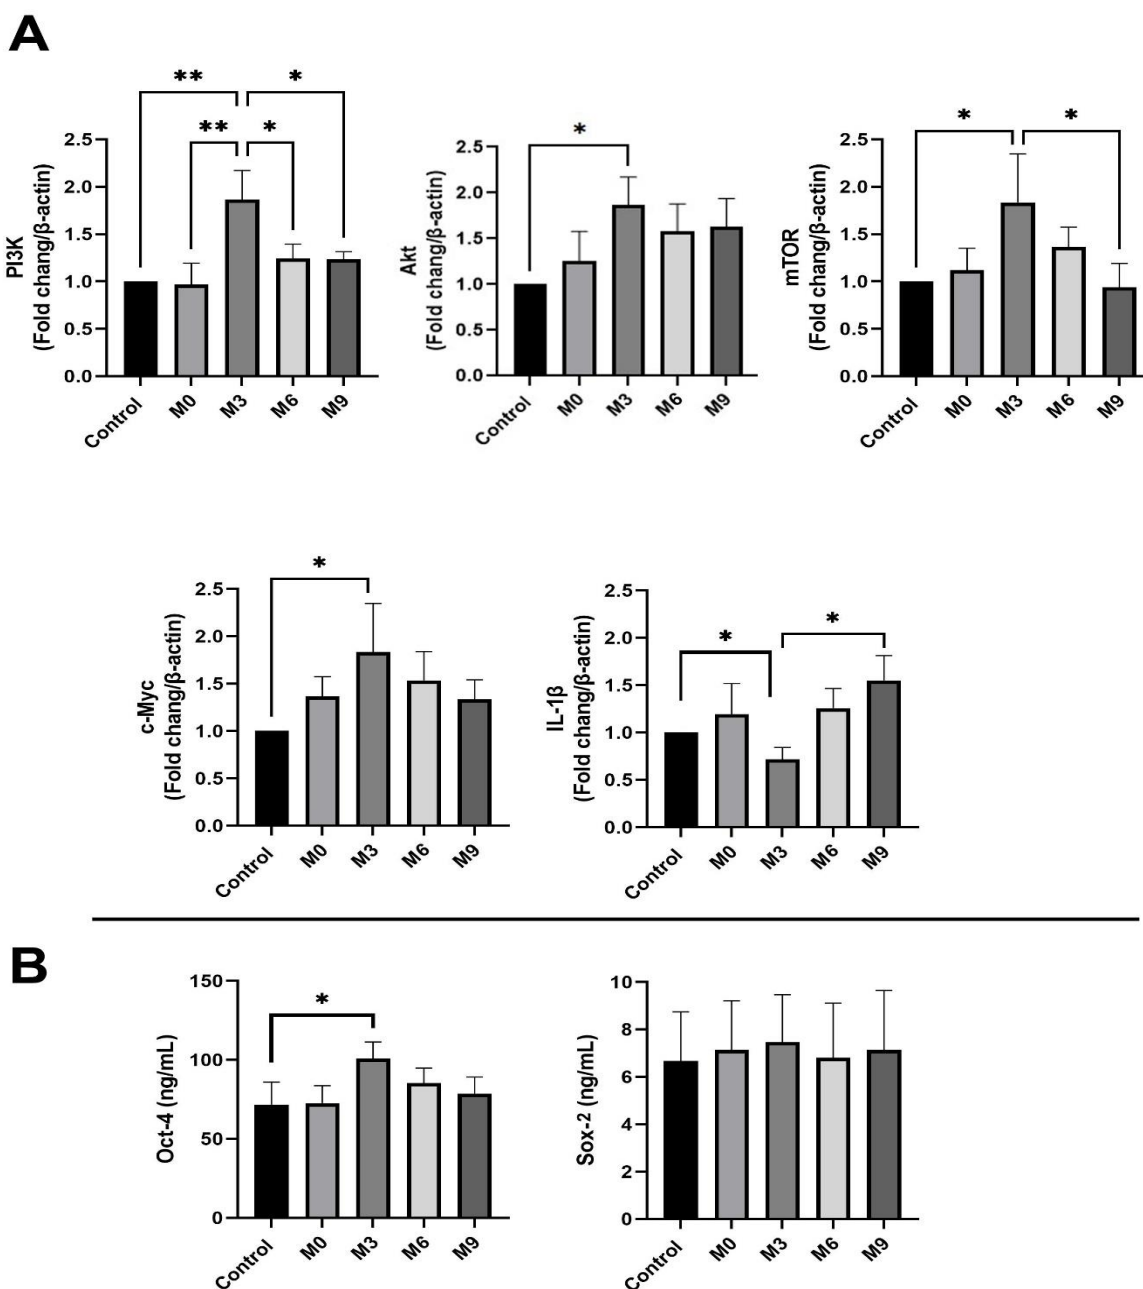 A
** *
** *
PI3K
(Fold chang/β-actin)
2.5
2.0
1.5
1.0
0.5
0.0
Control M0 M3 M6 M9
*
Akt
(Fold chang/β-actin)
2.5
2.0
1.5
1.0
0.5
0.0
Control M0 M3 M6 M9
* *
mTOR
(Fold chang/β-actin)
2.5
2.0
1.5
1.0
0.5
0.0
Control M0 M3 M6 M9
*
c-Myc
(Fold chang/β-actin)
2.5
2.0
1.5
1.0
0.5
0.0
Control M0 M3 M6 M9
* *
IL-1β
(Fold chang/β-actin)
2.5
2.0
1.5
1.0
0.5
0.0
Control M0 M3 M6 M9
B
*
Oct-4 (ng/mL)
150
100
50
0
Control M0 M3 M6 M9
Sox-2 (ng/mL)
10
8
6
4
2
0
Control M0 M3 M6 M9